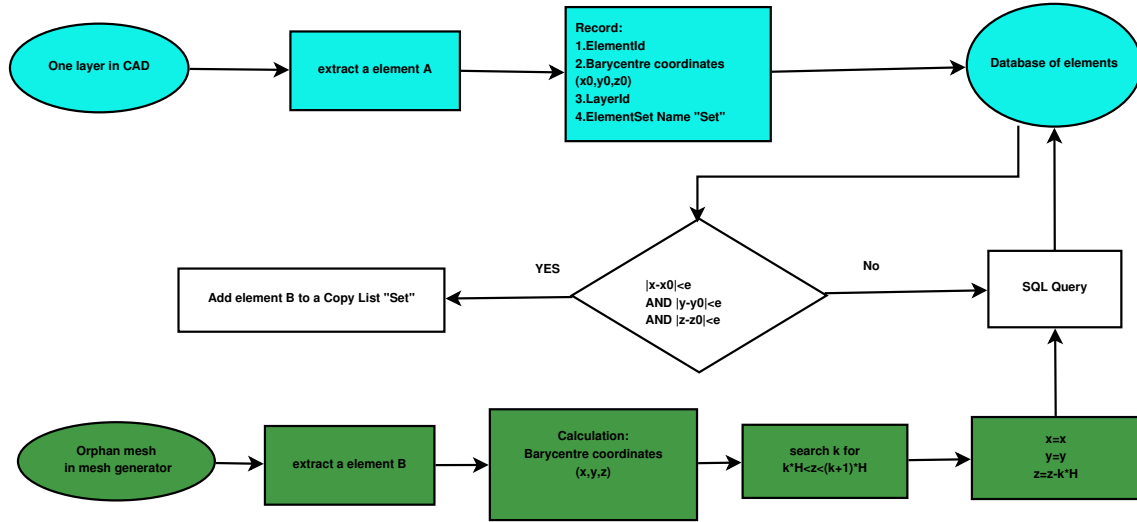 One layer in CAD
extract a element A
Record:
1.ElementId
2.Barycentre coordinates
(x0,y0,z0)
3.LayerId
4.ElementSet Name "Set"
Database of elements
YES
No
Add element B to a Copy List "Set"
|x-x0|<e
AND |y-y0|<e
AND |z-z0|<e
SQL Query
Orphan mesh
in mesh generator
extract a element B
Calculation:
Barycentre coordinates
(x,y,z)
search k for
k*H<z<(k+1)*H
x=x
y=y
z=z-k*H